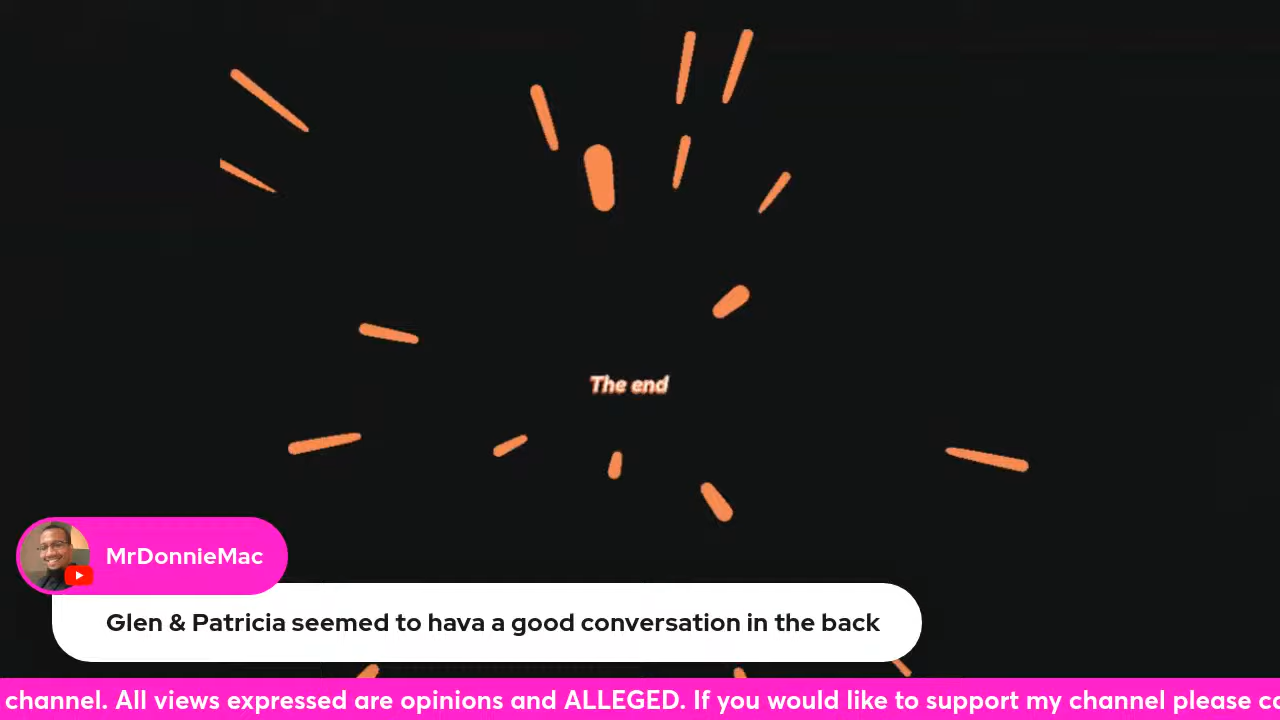 The end
MrDonnieMac
Glen & Patricia seemed to hava a good conversation in the back
channel. All views expressed are opinions and ALLEGED. If you would like to support my channel please